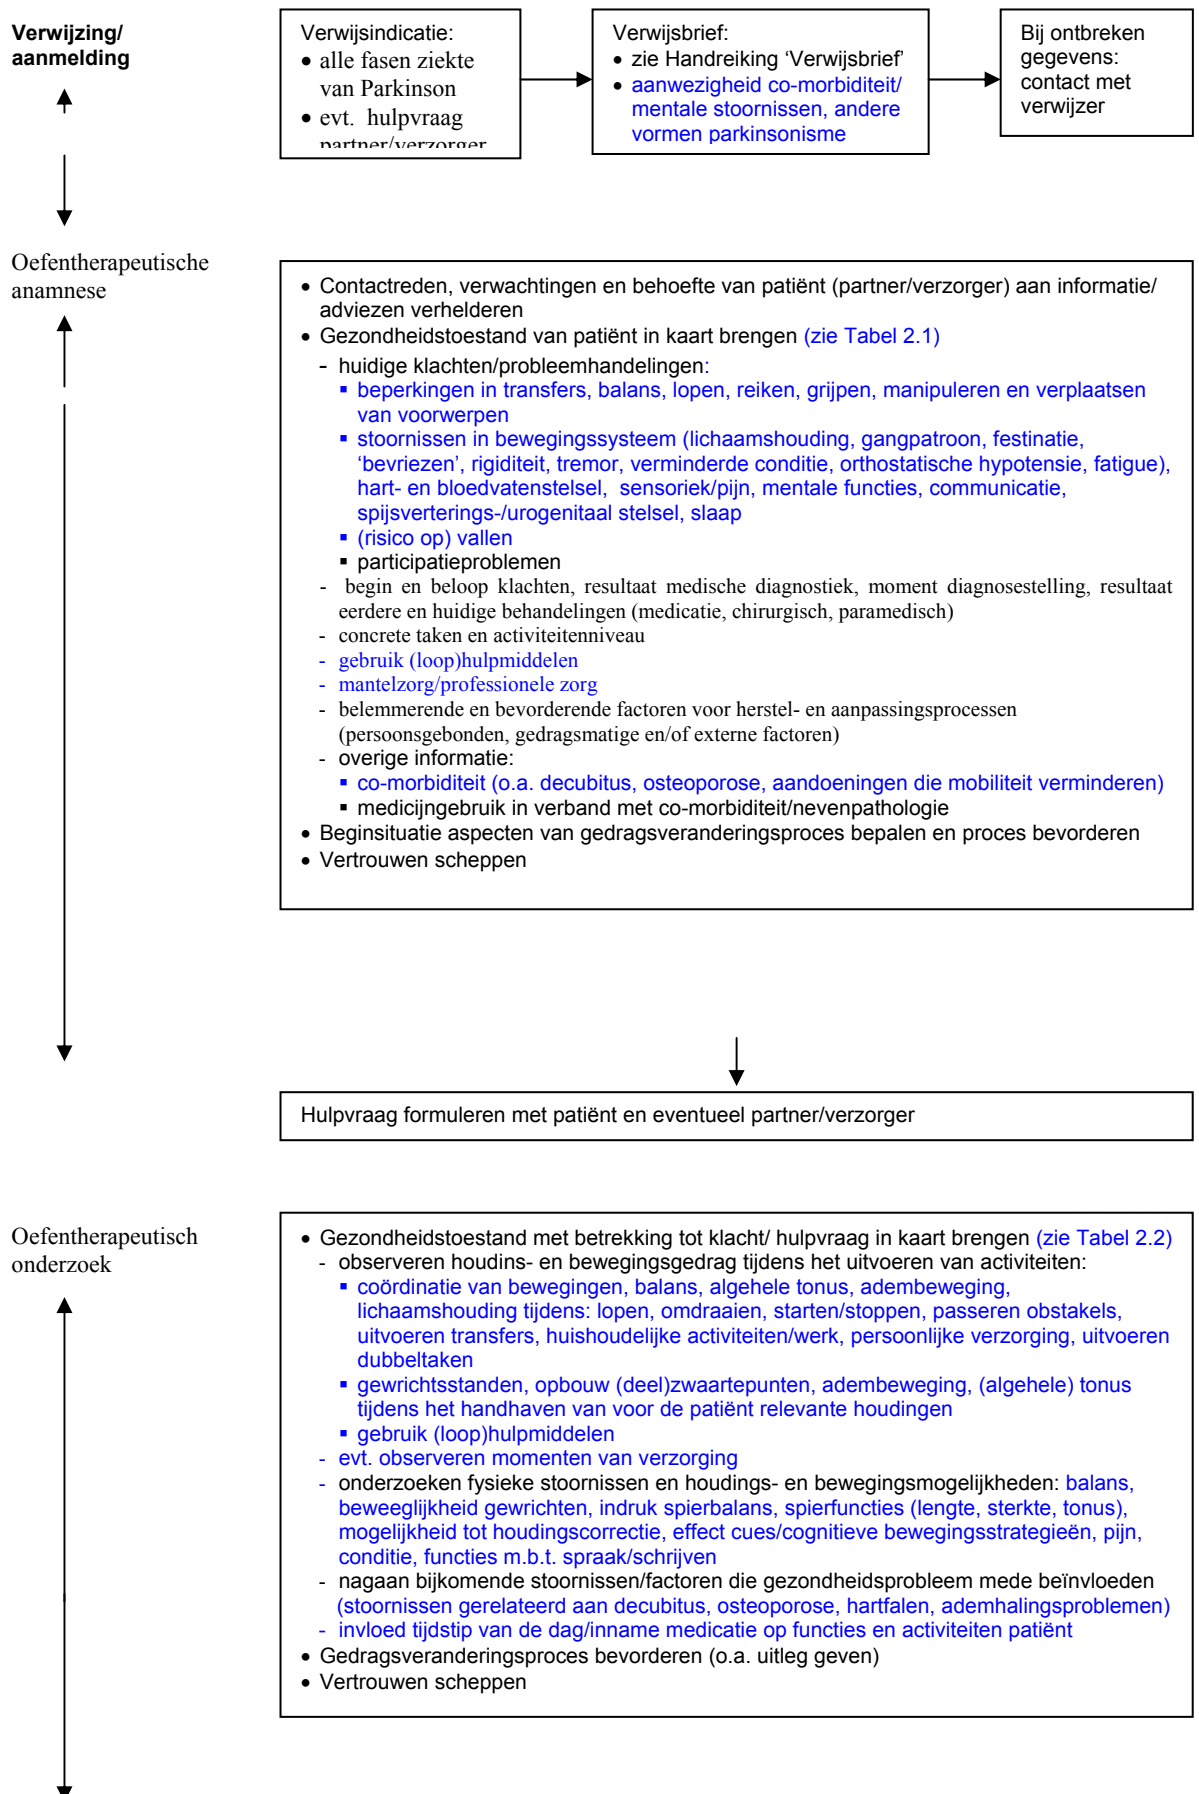 Verwijzing/
aanmelding
Verwijsindicatie:
• alle fasen ziekte
van Parkinson
• evt. hulpvraag
partner/verzorger
Verwijsbrief:
• zie Handreiking ‘Verwijsbrief’
• aanwezigheid co-morbiditeit/
mentale stoornissen, andere
vormen parkinsonisme
Bij ontbreken
gegevens:
contact met
verwijzer
Oefentherapeutische
anamnese
• Contactreden, verwachtingen en behoefte van patiënt (partner/verzorger) aan informatie/
adviezen verhelderen
• Gezondheidstoestand van patiënt in kaart brengen (zie Tabel 2.1)
- huidige klachten/probleemhandelingen:
▪ beperkingen in transfers, balans, lopen, reiken, grijpen, manipuleren en verplaatsen
van voorwerpen
▪ stoornissen in bewegingssysteem (lichaamshouding, gangpatroon, festinatie,
‘bevriezen’, rigiditeit, tremor, verminderde conditie, orthostatische hypotensie, fatigue),
hart- en bloedvatenstelsel, sensoriek/pijn, mentale functies, communicatie,
spijsverterings-/urogenitaal stelsel, slaap
▪ (risico op) vallen
▪ participatieproblemen
- begin en beloop klachten, resultaat medische diagnostiek, moment diagnosestelling, resultaat
eerdere en huidige behandelingen (medicatie, chirurgisch, paramedisch)
- concrete taken en activiteitenniveau
- gebruik (loop)hulpmiddelen
- mantelzorg/professionele zorg
- belemmerende en bevorderende factoren voor herstel- en aanpassingsprocessen
(persoonsgebonden, gedragsmatige en/of externe factoren)
- overige informatie:
▪ co-morbiditeit (o.a. decubitus, osteoporose, aandoeningen die mobiliteit verminderen)
▪ medicijngebruik in verband met co-morbiditeit/nevenpathologie
• Beginsituatie aspecten van gedragsveranderingsproces bepalen en proces bevorderen
• Vertrouwen scheppen
Hulpvraag formuleren met patiënt en eventueel partner/verzorger
Oefentherapeutisch
onderzoek
• Gezondheidstoestand met betrekking tot klacht/ hulpvraag in kaart brengen (zie Tabel 2.2)
- observeren houdins- en bewegingsgedrag tijdens het uitvoeren van activiteiten:
▪ coördinatie van bewegingen, balans, algehele tonus, adembeweging,
lichaamshouding tijdens: lopen, omdraaien, starten/stoppen, passeren obstakels,
uitvoeren transfers, huishoudelijke activiteiten/werk, persoonlijke verzorging, uitvoeren
dubbeltaken
▪ gewrichtsstanden, opbouw (deel)zwaartepunten, adembeweging, (algehele) tonus
tijdens het handhaven van voor de patiënt relevante houdingen
▪ gebruik (loop)hulpmiddelen
- evt. observeren momenten van verzorging
- onderzoeken fysieke stoornissen en houdings- en bewegingsmogelijkheden: balans,
beweeglijkheid gewrichten, indruk spierbalans, spierfuncties (lengte, sterkte, tonus),
mogelijkheid tot houdingscorrectie, effect cues/cognitieve bewegingsstrategieën, pijn,
conditie, functies m.b.t. spraak/schrijven
- nagaan bijkomende stoornissen/factoren die gezondheidsprobleem mede beïnvloeden
(stoornissen gerelateerd aan decubitus, osteoporose, hartfalen, ademhalingsproblemen)
- invloed tijdstip van de dag/inname medicatie op functies en activiteiten patiënt
• Gedragsveranderingsproces bevorderen (o.a. uitleg geven)
• Vertrouwen scheppen